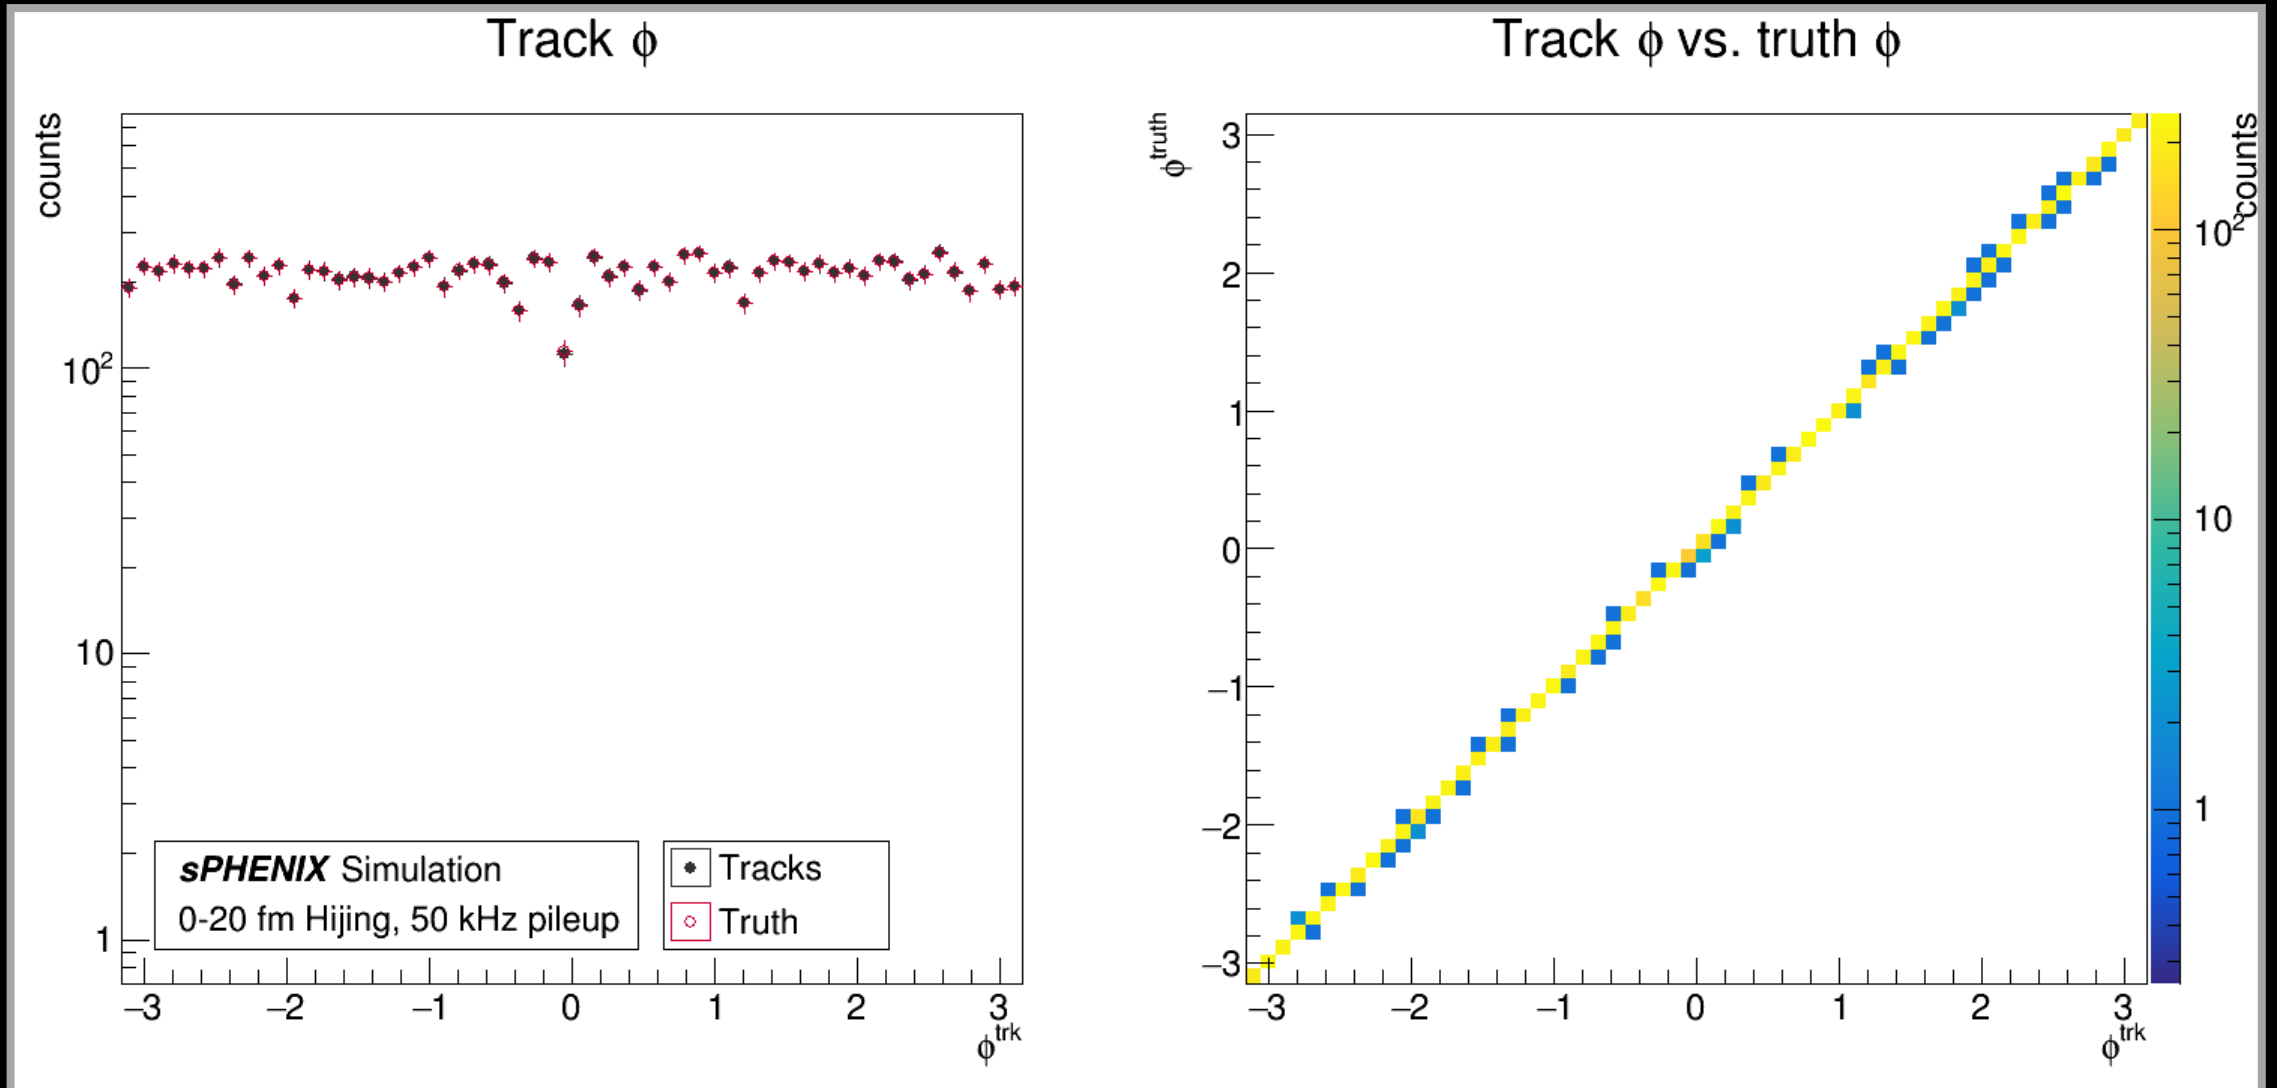 Track ϕ
counts
10²
10
1
sPHENIX Simulation
0-20 fm Hijing, 50 kHz pileup
Tracks
Truth
−3 −2 −1 0 1 2 3
ϕ^trk
Track ϕ vs. truth ϕ
ϕ^truth
3
2
1
0
−1
−2
−3
−3 −2 −1 0 1 2 3
ϕ^trk
counts
10²
10
1